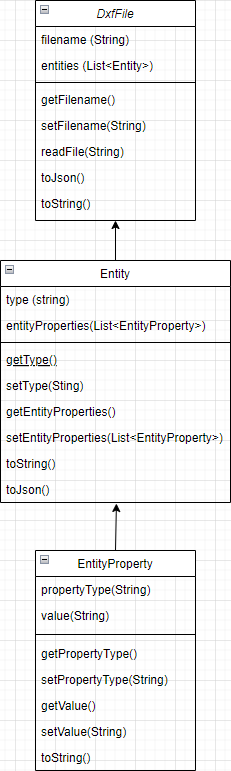 DxfFile
filename (String)
entities (List<Entity>)
getFilename()
setFilename(String)
readFile(String)
toJson()
toString()
Entity
type (string)
entityProperties(List<EntityProperty>)
getType()
setType(Sting)
getEntityProperties()
setEntityProperties(List<EntityProperty>)
toString()
toJson()
EntityProperty
propertyType(String)
value(String)
getPropertyType()
setPropertyType(String)
getValue()
setValue(String)
toString()